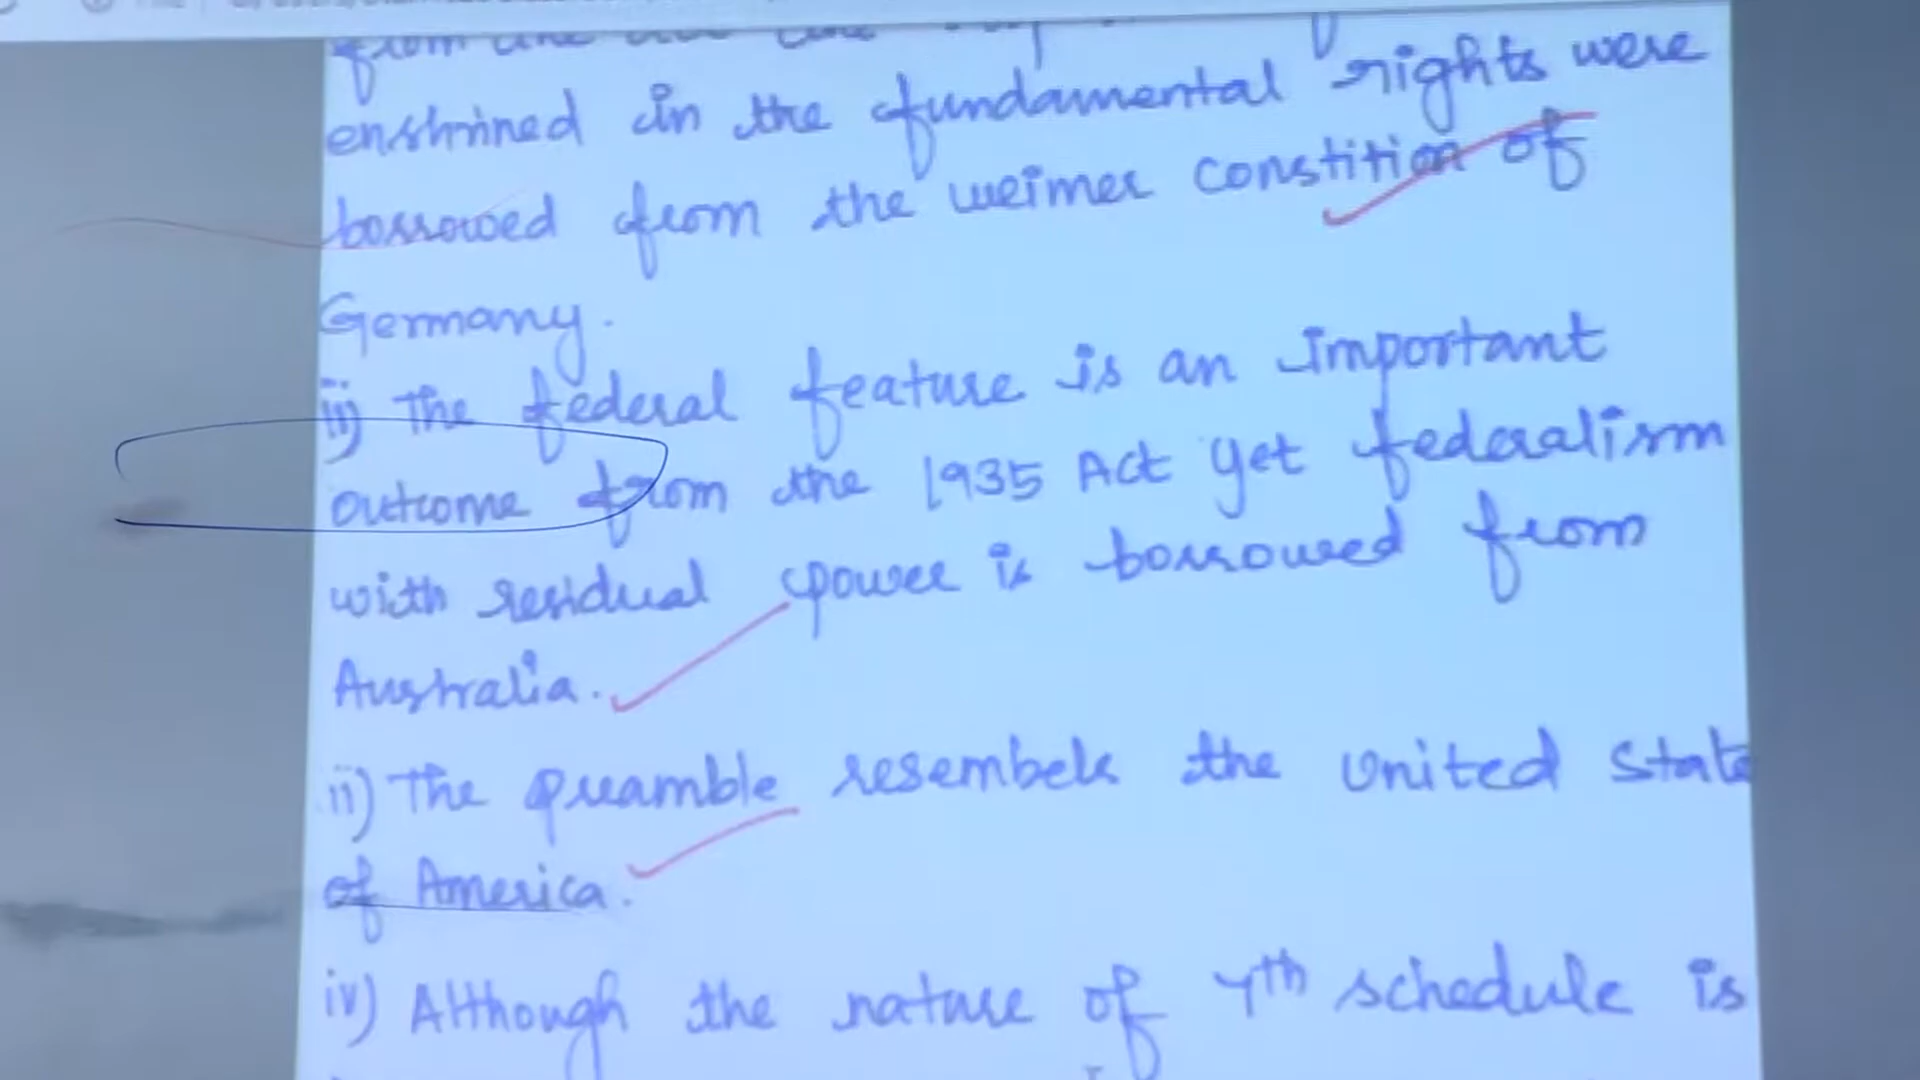 enshrined in the fundamental rights were
borrowed from the weimer constition of
Germany.
ii) The federal feature is an important
outcome from the 1935 Act yet federalism
with residual power is borrowed from
Australia.
ii) The preamble resembels the united State
of America.
iv) Although the nature of 7th schedule is